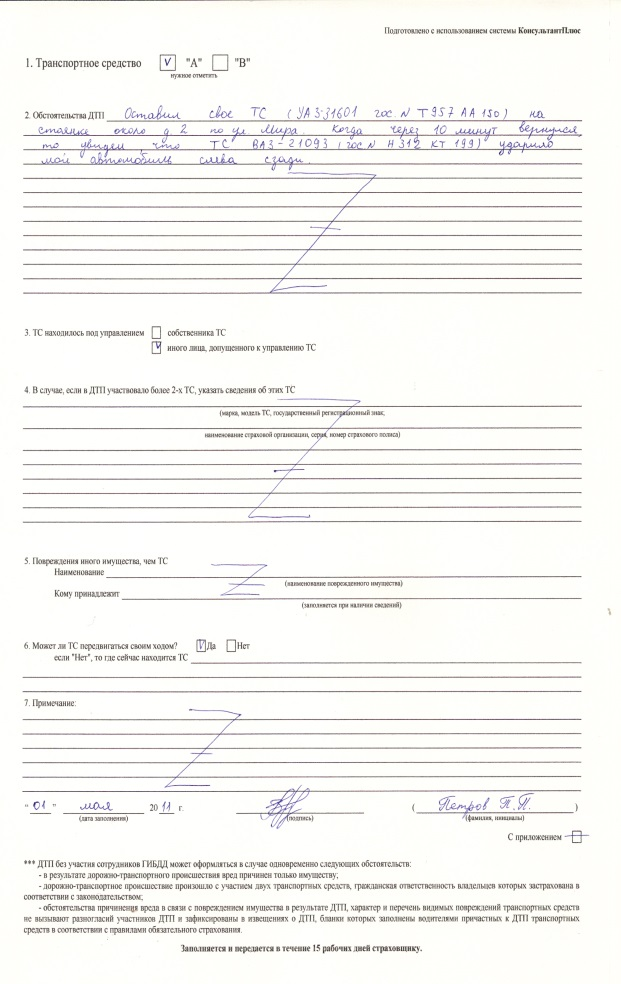 Подготовлено с использованием системы КонсультантПлюс
1. Транспортное средство V "А" "В"
нужное отметить
2. Обстоятельства ДТП Оставил свое ТС (УАЗ-31601 гос. N Т 957 АА 150) на
стоянке около д. 2 по ул. Мира. Когда через 10 минут вернулся,
то увидел, что ТС ВАЗ-21093 (гос. N Н 312 КТ 199) ударило
мой автомобиль слева сзади.
3. ТС находилось под управлением собственника ТС
V иного лица, допущенного к управлению ТС
4. В случае, если в ДТП участвовало более 2-х ТС, указать сведения об этих ТС
(марка, модель ТС, государственный регистрационный знак,
наименование страховой организации, серия, номер страхового полиса)
5. Повреждения иного имущества, чем ТС
Наименование
(наименование поврежденного имущества)
Кому принадлежит
(заполняется при наличии сведений)
6. Может ли ТС передвигаться своим ходом? V Да Нет
если "Нет", то где сейчас находится ТС
7. Примечание:
" 01 " мая 20 11 г. ( Петров П.П. )
(дата заполнения) (подпись) (фамилия, инициалы)
С приложением
*** ДТП без участия сотрудников ГИБДД может оформляться в случае одновременно следующих обстоятельств:
- в результате дорожно-транспортного происшествия вред причинен только имуществу;
- дорожно-транспортное происшествие произошло с участием двух транспортных средств, гражданская ответственность владельцев которых застрахована в
соответствии с законодательством;
- обстоятельства причинения вреда в связи с повреждением имущества в результате ДТП, характер и перечень видимых повреждений транспортных средств
не вызывают разногласий участников ДТП и зафиксированы в извещениях о ДТП, бланки которых заполнены водителями причастных к ДТП транспортных
средств в соответствии с правилами обязательного страхования.
Заполняется и передается в течение 15 рабочих дней страховщику.